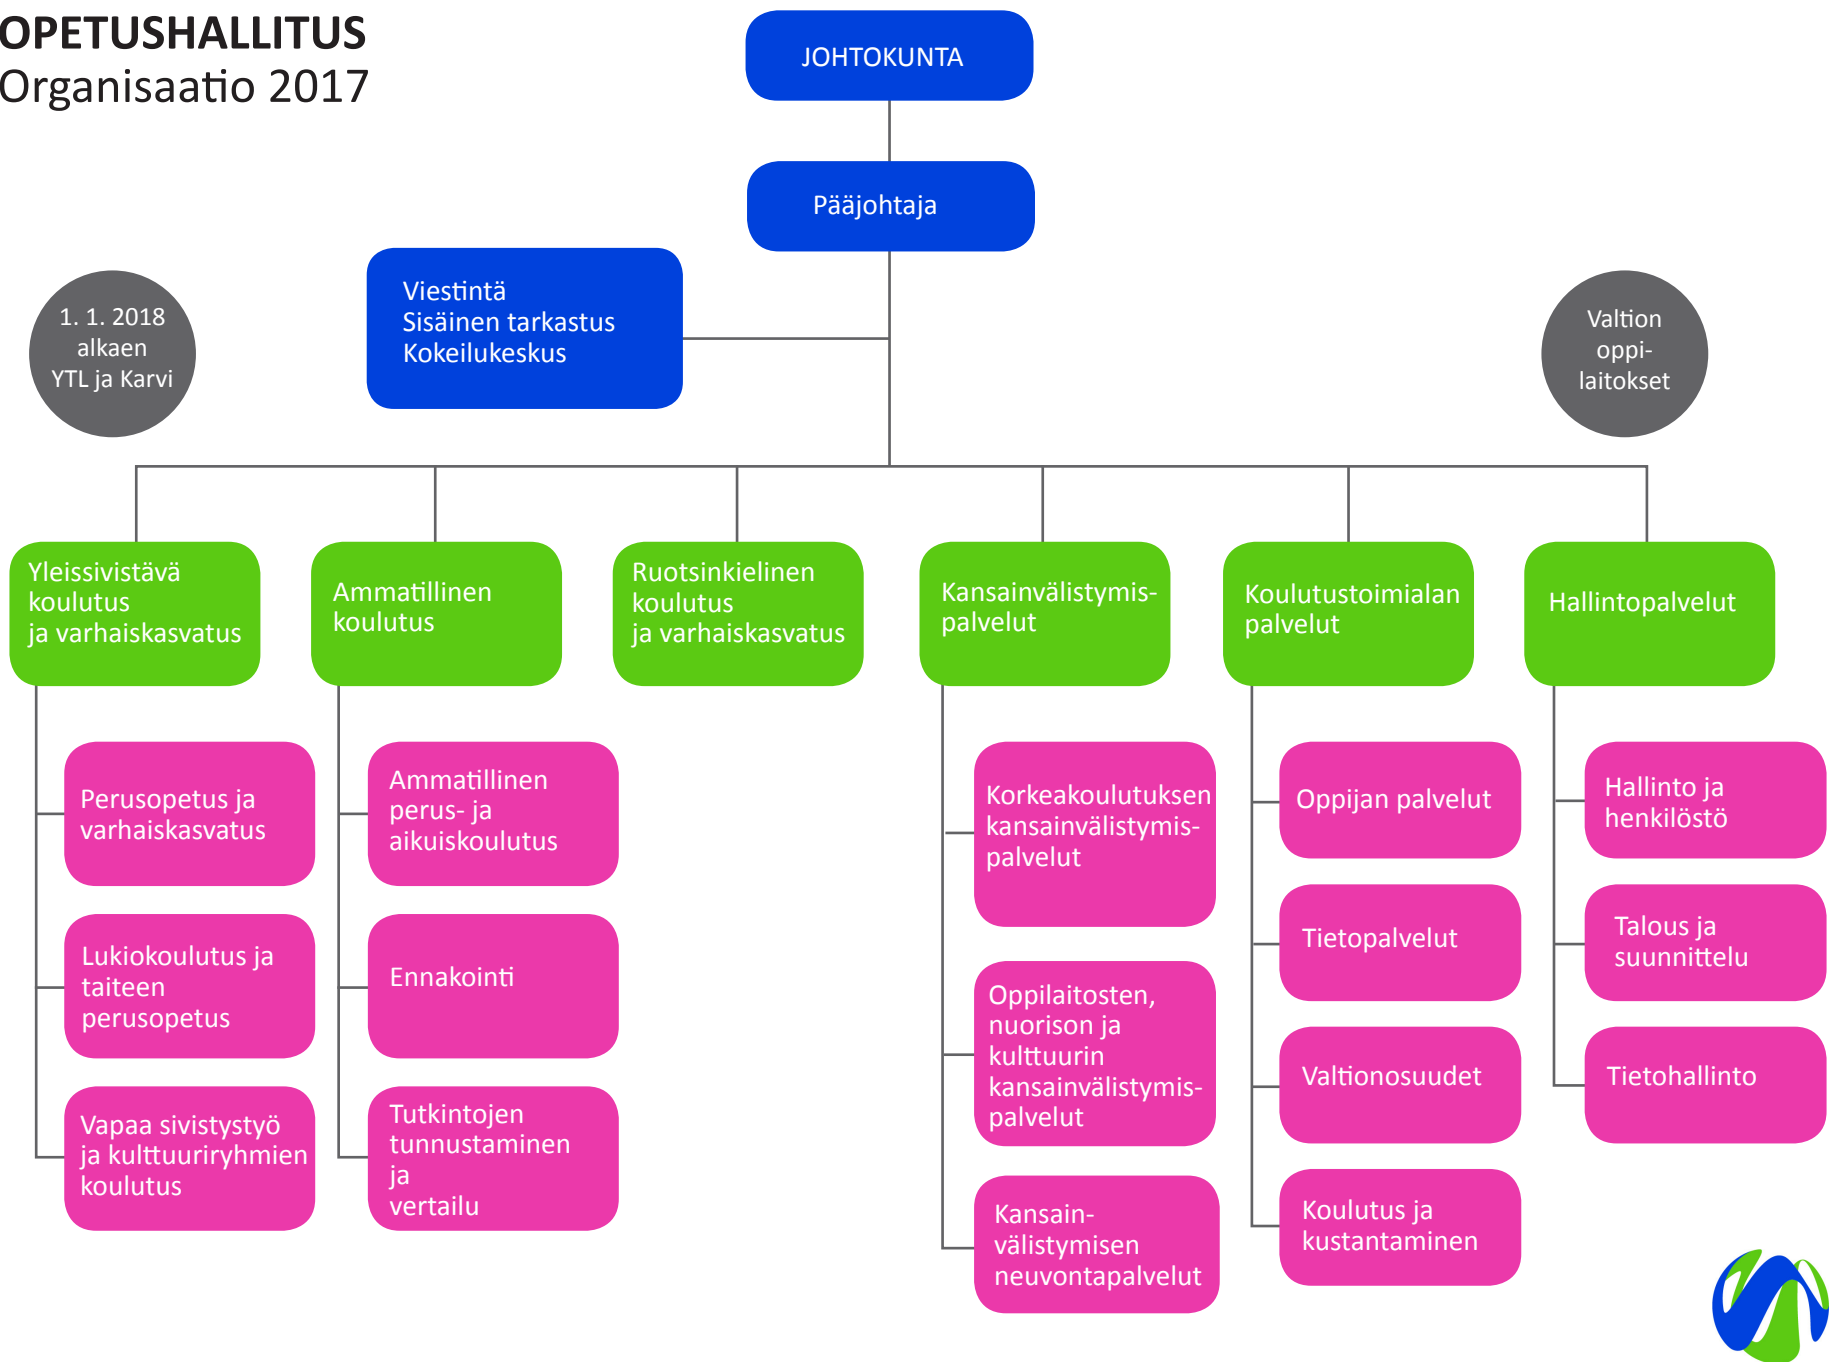 OPETUSHALLITUS
Organisaatio 2017
JOHTOKUNTA
Pääjohtaja
Viestintä
Sisäinen tarkastus
Kokeilukeskus
1. 1. 2018
alkaen
YTL ja Karvi
Valtion
oppi-
laitokset
Yleissivistävä
koulutus
ja varhaiskasvatus
Ammatillinen
koulutus
Ruotsinkielinen
koulutus
ja varhaiskasvatus
Kansainvälistymis-
palvelut
Koulutustoimialan
palvelut
Hallintopalvelut
Perusopetus ja
varhaiskasvatus
Lukiokoulutus ja
taiteen
perusopetus
Vapaa sivistystyö
ja kulttuuriryhmien
koulutus
Ammatillinen
perus- ja
aikuiskoulutus
Ennakointi
Tutkintojen
tunnustaminen
ja
vertailu
Korkeakoulutuksen
kansainvälistymis-
palvelut
Oppilaitosten,
nuorison ja
kulttuurin
kansainvälistymis-
palvelut
Kansain-
välistymisen
neuvontapalvelut
Oppijan palvelut
Tietopalvelut
Valtionosuudet
Koulutus ja
kustantaminen
Hallinto ja
henkilöstö
Talous ja
suunnittelu
Tietohallinto